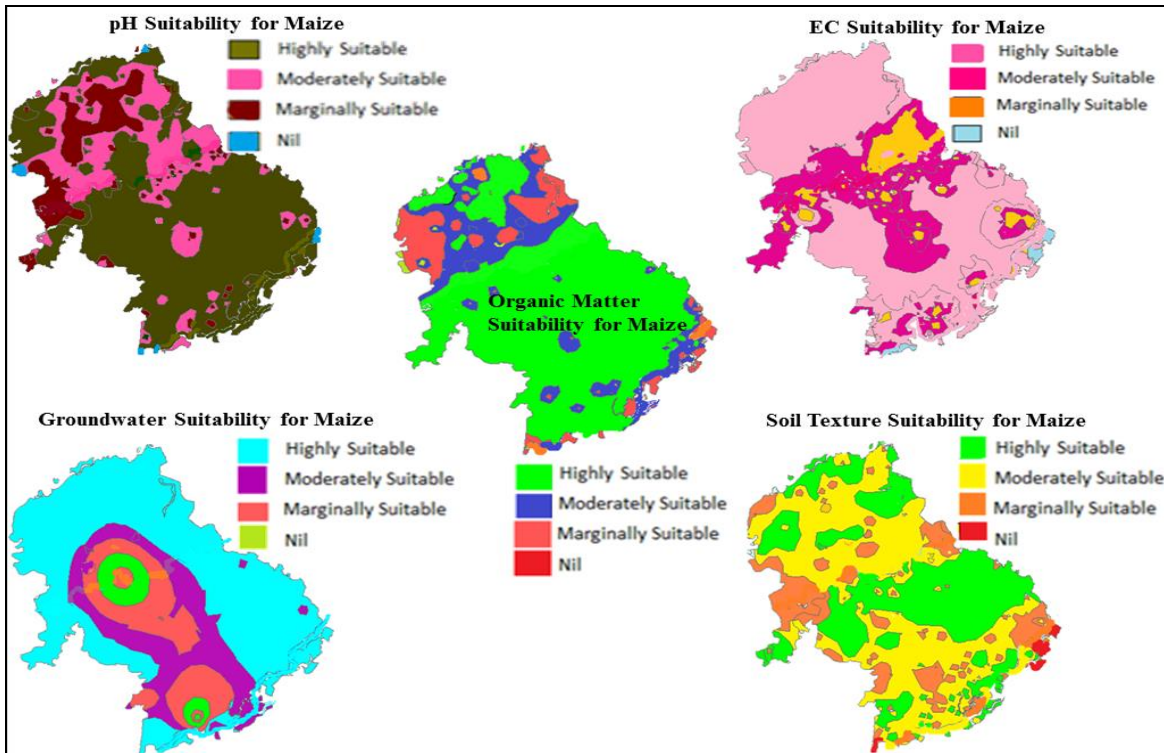 pH Suitability for Maize
Highly Suitable
Moderately Suitable
Marginally Suitable
Nil
EC Suitability for Maize
Highly Suitable
Moderately Suitable
Marginally Suitable
Nil
Organic Matter
Suitability for Maize
Highly Suitable
Moderately Suitable
Marginally Suitable
Nil
Groundwater Suitability for Maize
Highly Suitable
Moderately Suitable
Marginally Suitable
Nil
Soil Texture Suitability for Maize
Highly Suitable
Moderately Suitable
Marginally Suitable
Nil